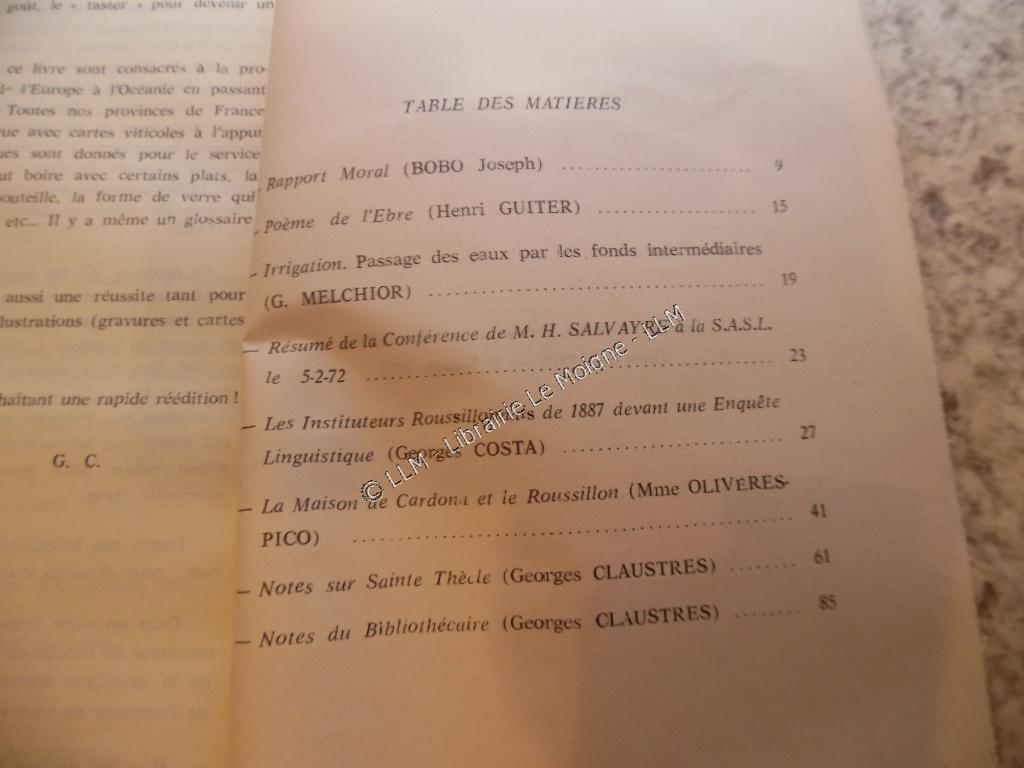 goût, le « taster » pour devenir un
ce livre sont consacrés à la pro-
l'Europe à l'Océanie en passant
Toutes nos provinces de France
que avec cartes viticoles à l'appui
sont donnés pour le service
boire avec certains plats, la
bouteille, la forme de verre qui
etc... Il y a même un glossaire
aussi une réussite tant pour
illustrations (gravures et cartes
une rapide réédition !
G. C.
TABLE DES MATIERES
Rapport Moral (BOBO Joseph) .......................... 9
Poème de l'Ebre (Henri GUITER) .................... 15
— Irrigation. Passage des eaux par les fonds intermédiaires
(G. MELCHIOR) .......................................... 19
— Résumé de la Conférence de M. H. SALVAYRE à la S.A.S.L.
le 5-2-72 .................................................... 23
— Les Instituteurs Roussillonnais de 1887 devant une Enquête
Linguistique (Georges COSTA) ........................... 27
— La Maison de Cardona et le Roussillon (Mme OLIVÉRES-
PICO) ........................................................ 41
— Notes sur Sainte Thècle (Georges CLAUSTRES) ........ 61
— Notes du Bibliothécaire (Georges CLAUSTRES) ........ 85
© LLM - Librairie Le Moigne - LLM